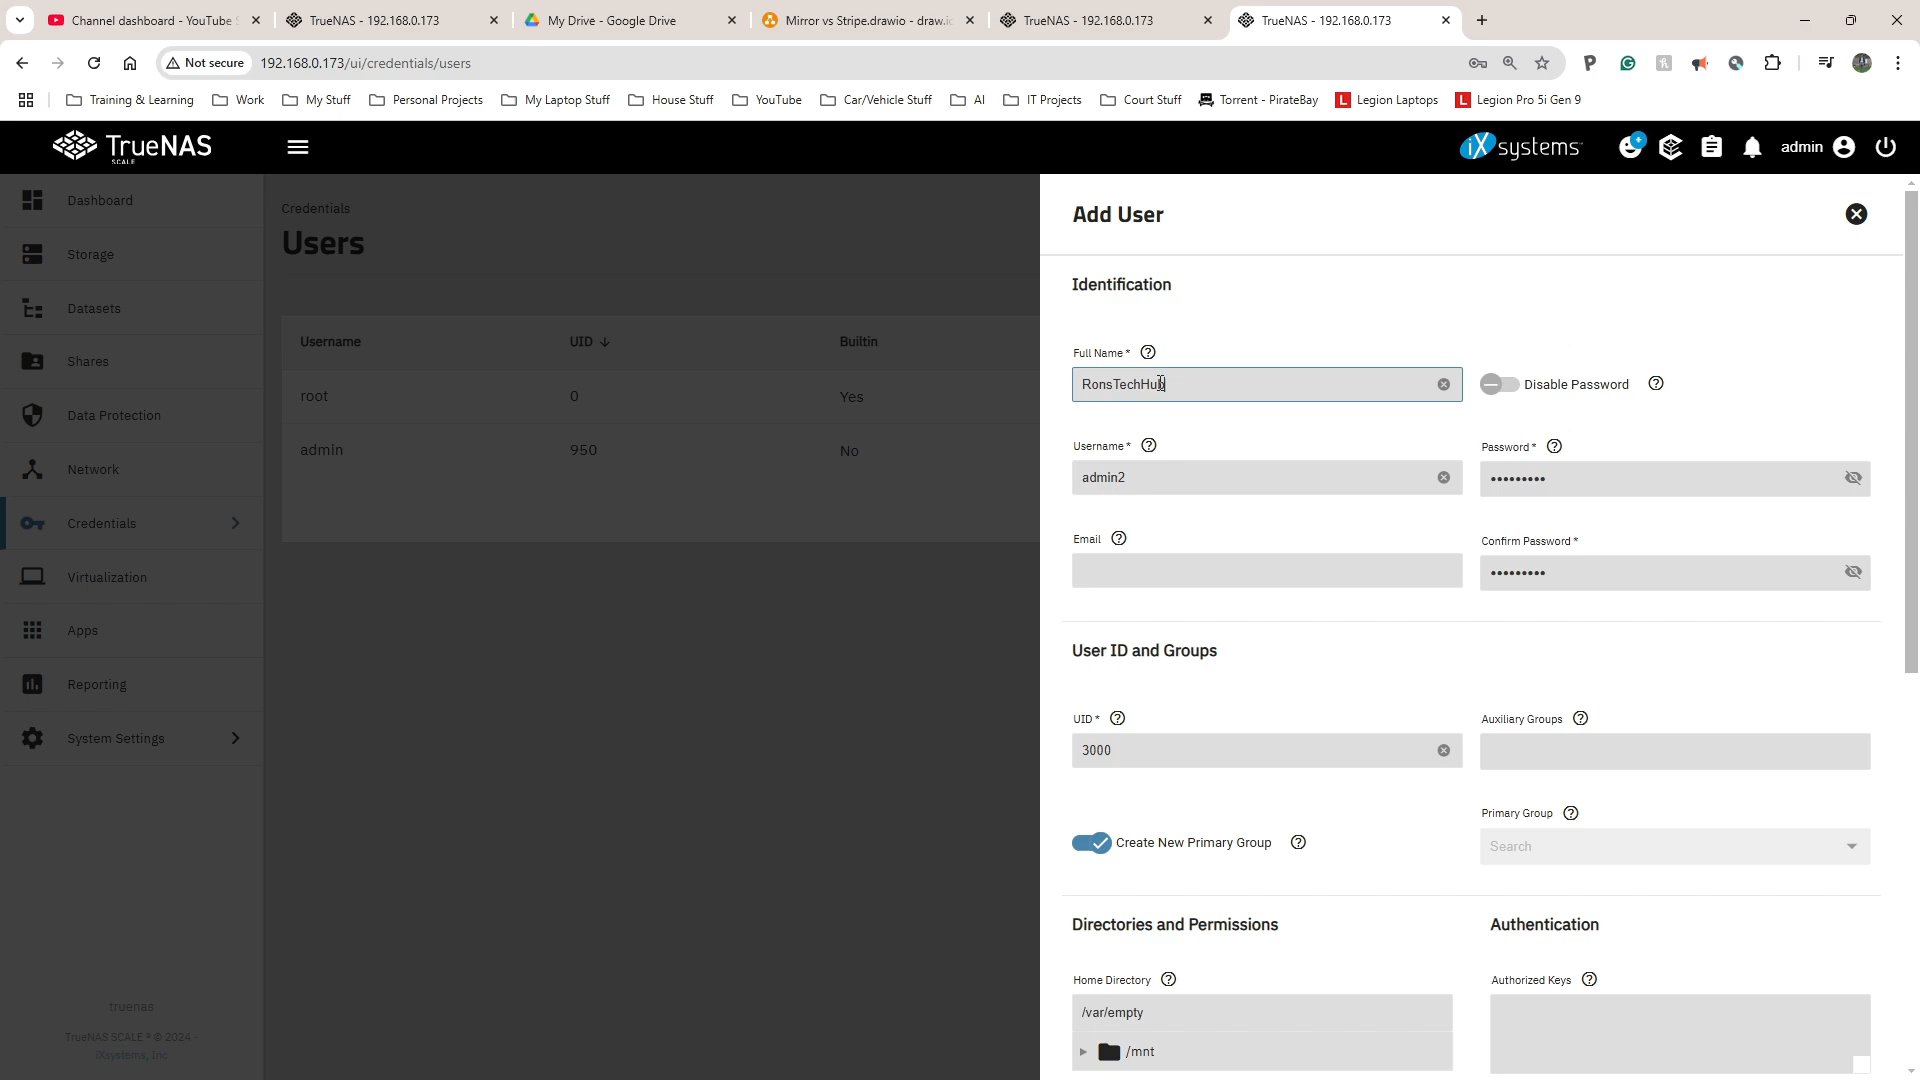 Channel dashboard - YouTube S
TrueNAS - 192.168.0.173
My Drive - Google Drive
Mirror vs Stripe.drawio - draw.io
TrueNAS - 192.168.0.173
TrueNAS - 192.168.0.173
Not secure
192.168.0.173/ui/credentials/users
Training & Learning
Work
My Stuff
Personal Projects
My Laptop Stuff
House Stuff
YouTube
Car/Vehicle Stuff
AI
IT Projects
Court Stuff
Torrent - PirateBay
Legion Laptops
Legion Pro 5i Gen 9
TrueNAS
SCALE
iXsystems
admin
Dashboard
Storage
Datasets
Shares
Data Protection
Network
Credentials
Virtualization
Apps
Reporting
System Settings
truenas
TrueNAS SCALE ® © 2024 -
iXsystems, Inc
Credentials
Users
Username
UID
Builtin
root
0
Yes
admin
950
No
Add User
Identification
Full Name *
RonsTechHub
Disable Password
Username *
admin2
Password *
•••••••••
Email
Confirm Password *
•••••••••
User ID and Groups
UID *
3000
Auxiliary Groups
Create New Primary Group
Primary Group
Search
Directories and Permissions
Authentication
Home Directory
/var/empty
/mnt
Authorized Keys